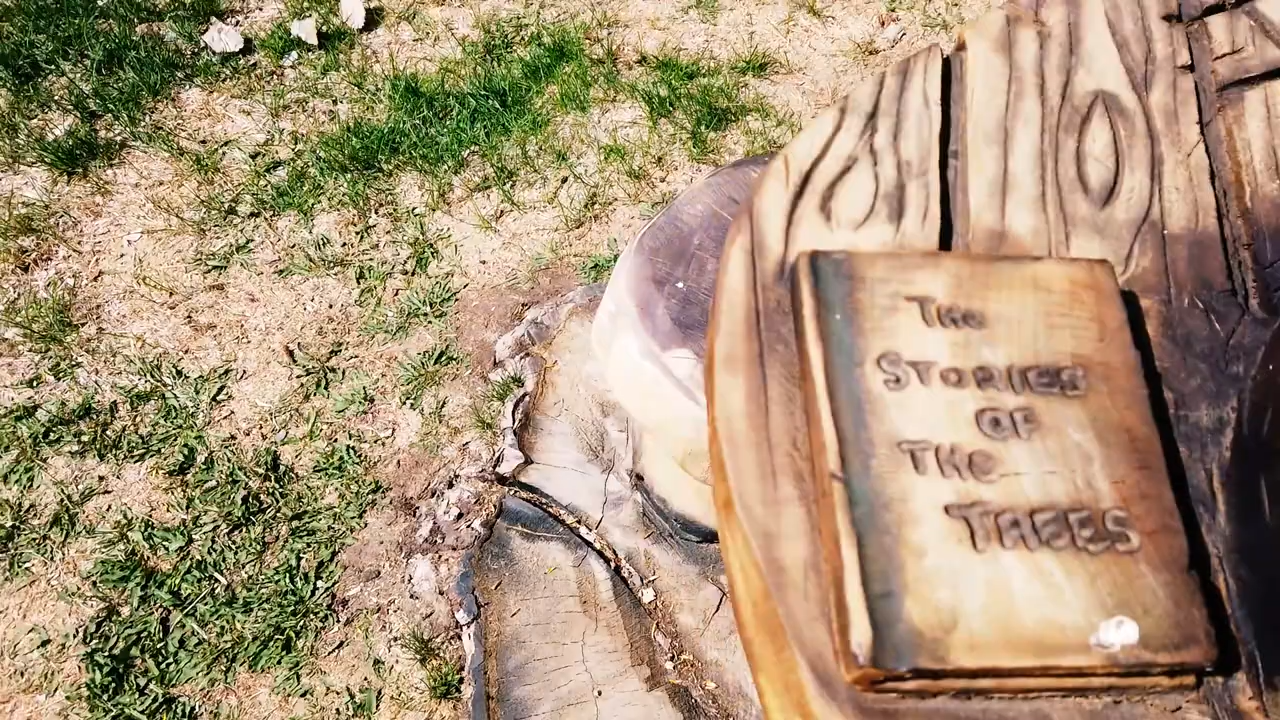 The
STORIES
OF
THe
TREES